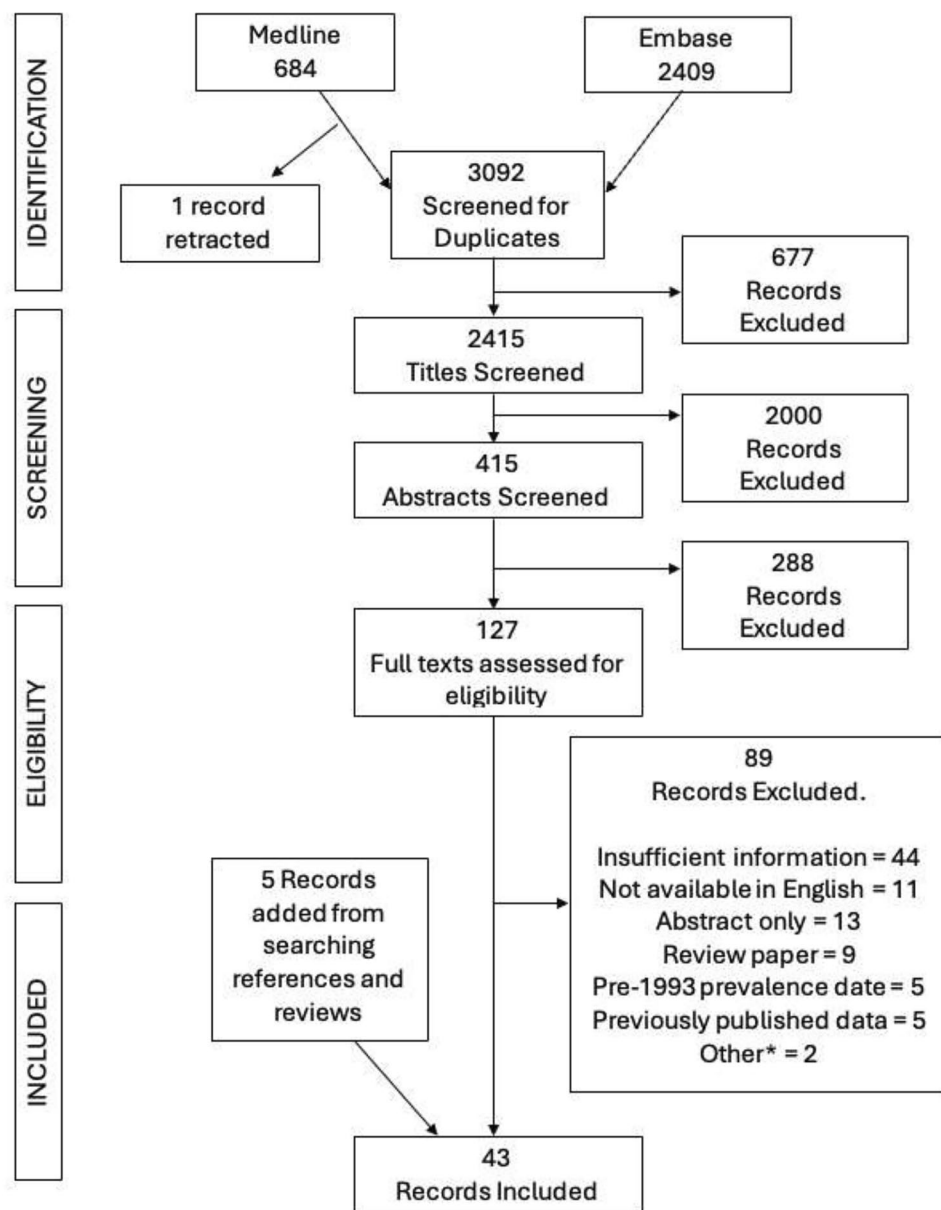 IDENTIFICATION
Medline
684
Embase
2409
1 record
retracted
3092
Screened for
Duplicates
677
Records
Excluded
SCREENING
2415
Titles Screened
2000
Records
Excluded
415
Abstracts Screened
288
Records
Excluded
ELIGIBILITY
127
Full texts assessed for
eligibility
89
Records Excluded.
Insufficient information = 44
Not available in English = 11
Abstract only = 13
Review paper = 9
Pre-1993 prevalence date = 5
Previously published data = 5
Other* = 2
INCLUDED
5 Records
added from
searching
references and
reviews
43
Records Included